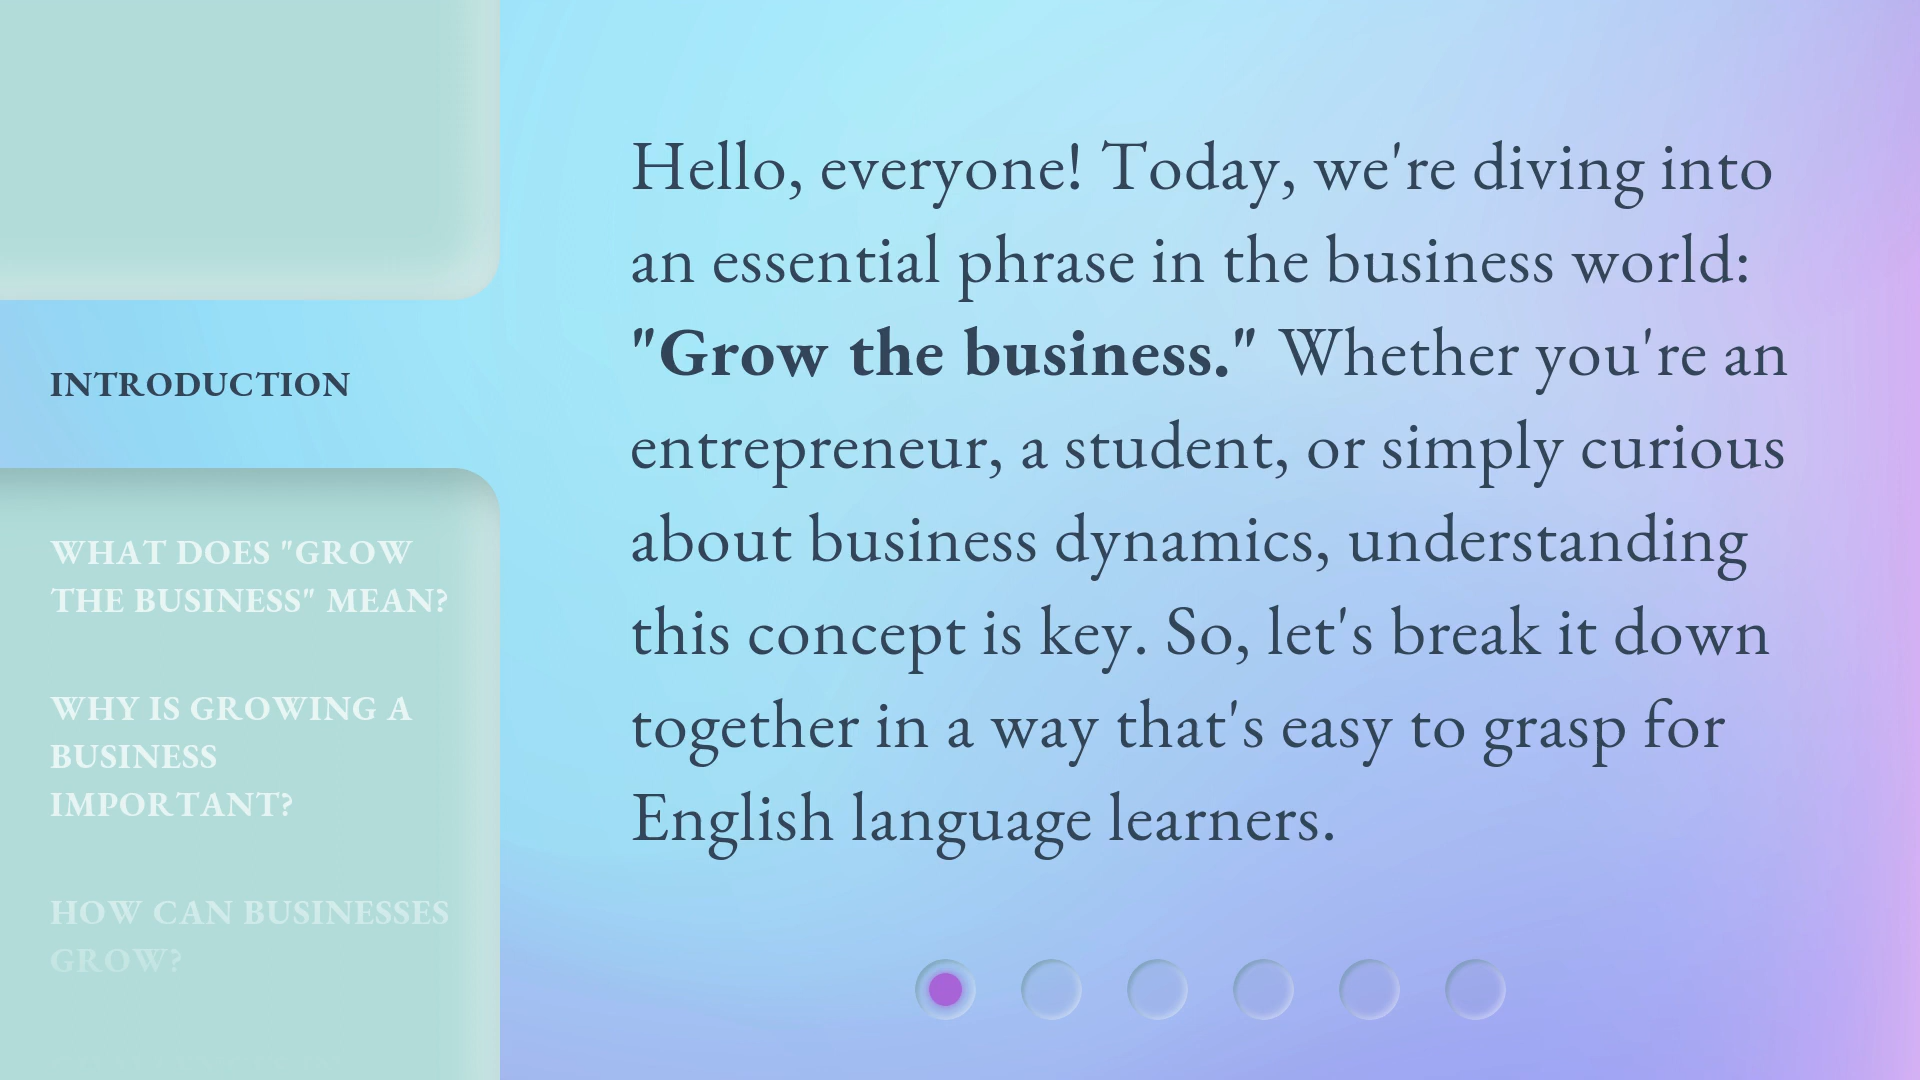 INTRODUCTION
WHAT DOES "GROW
THE BUSINESS" MEAN?
WHY IS GROWING A
BUSINESS
IMPORTANT?
HOW CAN BUSINESSES
GROW?
Hello, everyone! Today, we're diving into
an essential phrase in the business world:
"Grow the business." Whether you're an
entrepreneur, a student, or simply curious
about business dynamics, understanding
this concept is key. So, let's break it down
together in a way that's easy to grasp for
English language learners.